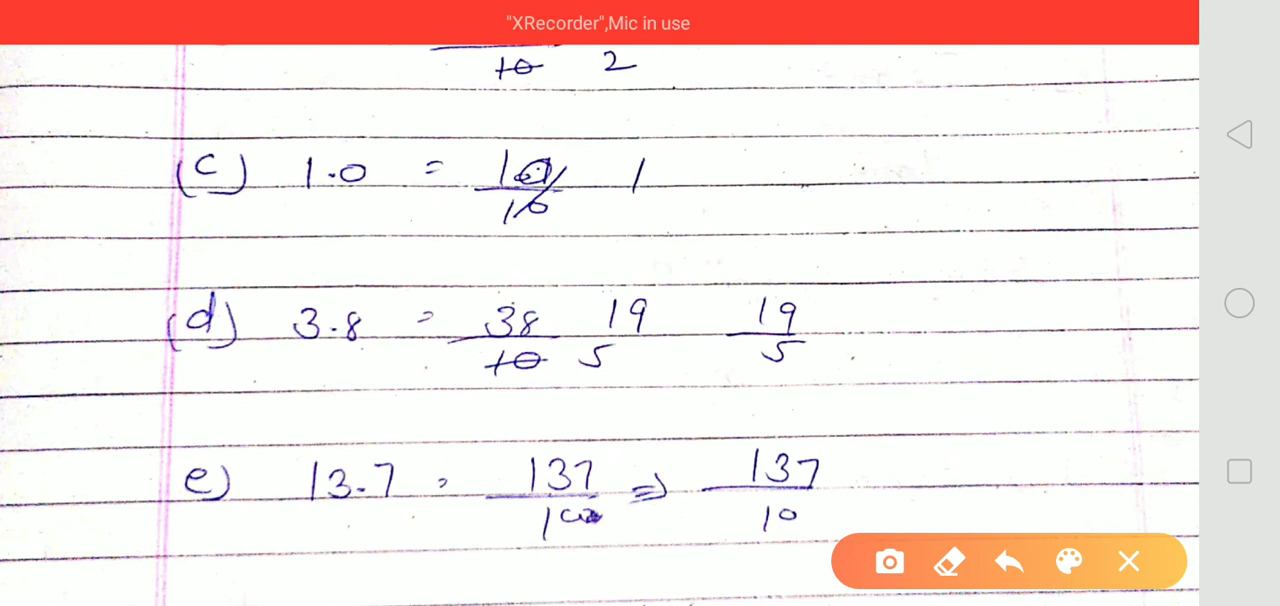 "XRecorder",Mic in use
10 2
(c) 1.0 = 10/10 1
(d) 3.8 = 38/10 19 5 19/5
e) 13.7 = 137/10 ⇒ 137/10